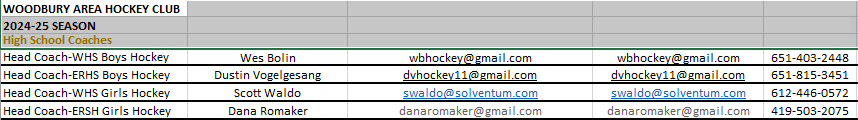 WOODBURY AREA HOCKEY CLUB
2024-25 SEASON
High School Coaches
Head Coach-WHS Boys Hockey Wes Bolin wbhockey@gmail.com wbhockey@gmail.com 651-403-2448
Head Coach-ERHS Boys Hockey Dustin Vogelgesang dvhockey11@gmail.com dvhockey11@gmail.com 651-815-3451
Head Coach-WHS Girls Hockey Scott Waldo swaldo@solventum.com swaldo@solventum.com 612-446-0572
Head Coach-ERSH Girls Hockey Dana Romaker danaromaker@gmail.com danaromaker@gmail.com 419-503-2075